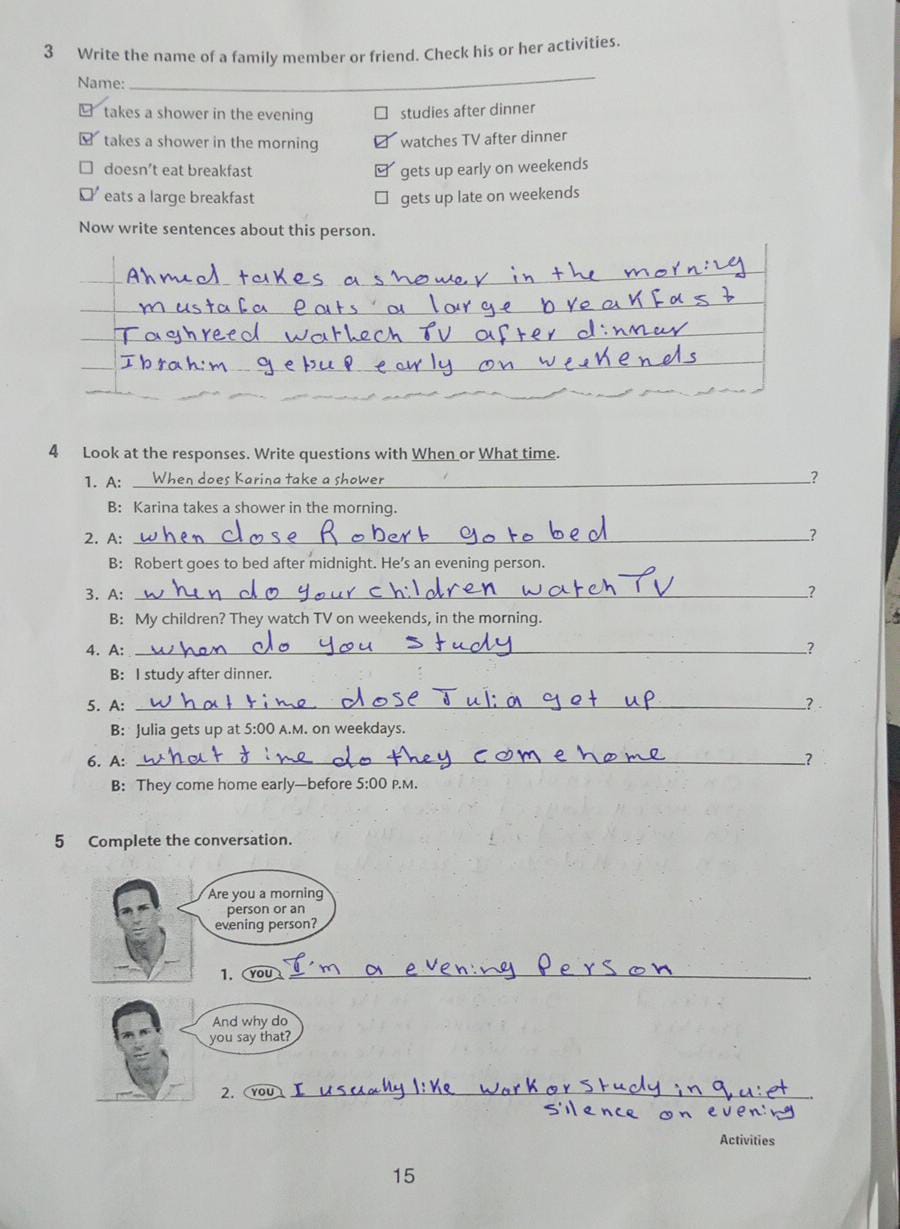 3 Write the name of a family member or friend. Check his or her activities.
Name:
takes a shower in the evening
studies after dinner
takes a shower in the morning
watches TV after dinner
doesn't eat breakfast
gets up early on weekends
eats a large breakfast
gets up late on weekends
Now write sentences about this person.
Ahmed takes a shower in the morning
mustafa eats a large breakfast
Taghreed wathech TV after dinnar
Ibrahim getup early on weekends
4 Look at the responses. Write questions with When or What time.
1. A: When does Karina take a shower ?
B: Karina takes a shower in the morning.
2. A: when dose Robert go to bed ?
B: Robert goes to bed after midnight. He's an evening person.
3. A: when do your children watch TV ?
B: My children? They watch TV on weekends, in the morning.
4. A: when do you study ?
B: I study after dinner.
5. A: what time dose Julia get up ?
B: Julia gets up at 5:00 A.M. on weekdays.
6. A: what time do they come home ?
B: They come home early—before 5:00 P.M.
5 Complete the conversation.
Are you a morning
person or an
evening person?
1. YOU I'm a evening person .
And why do
you say that?
2. YOU I usually like work or study in quiet .
silence on evening
Activities
15